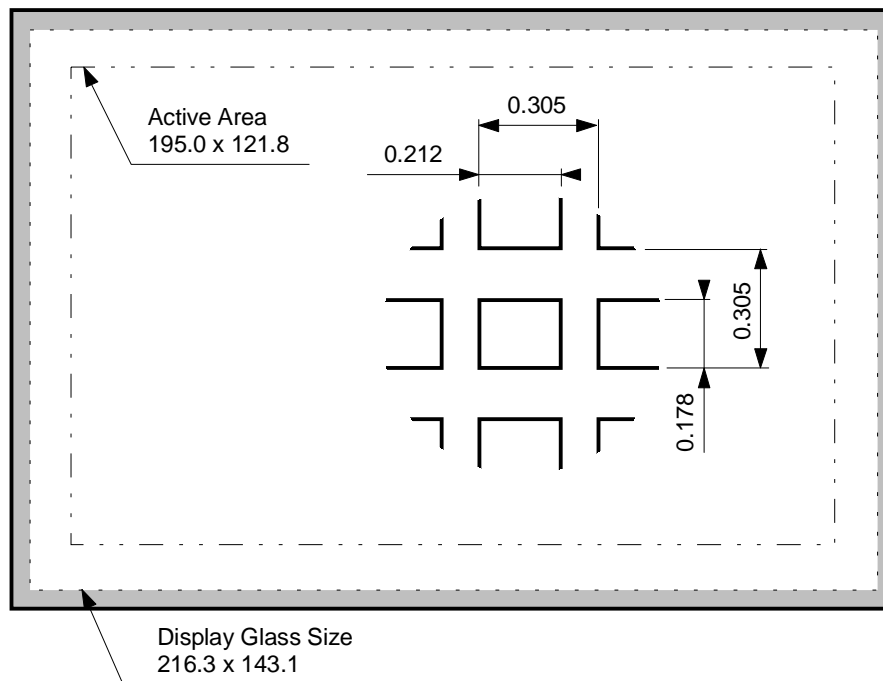 Active Area
195.0 x 121.8
0.305
0.212
0.305
0.178
Display Glass Size
216.3 x 143.1